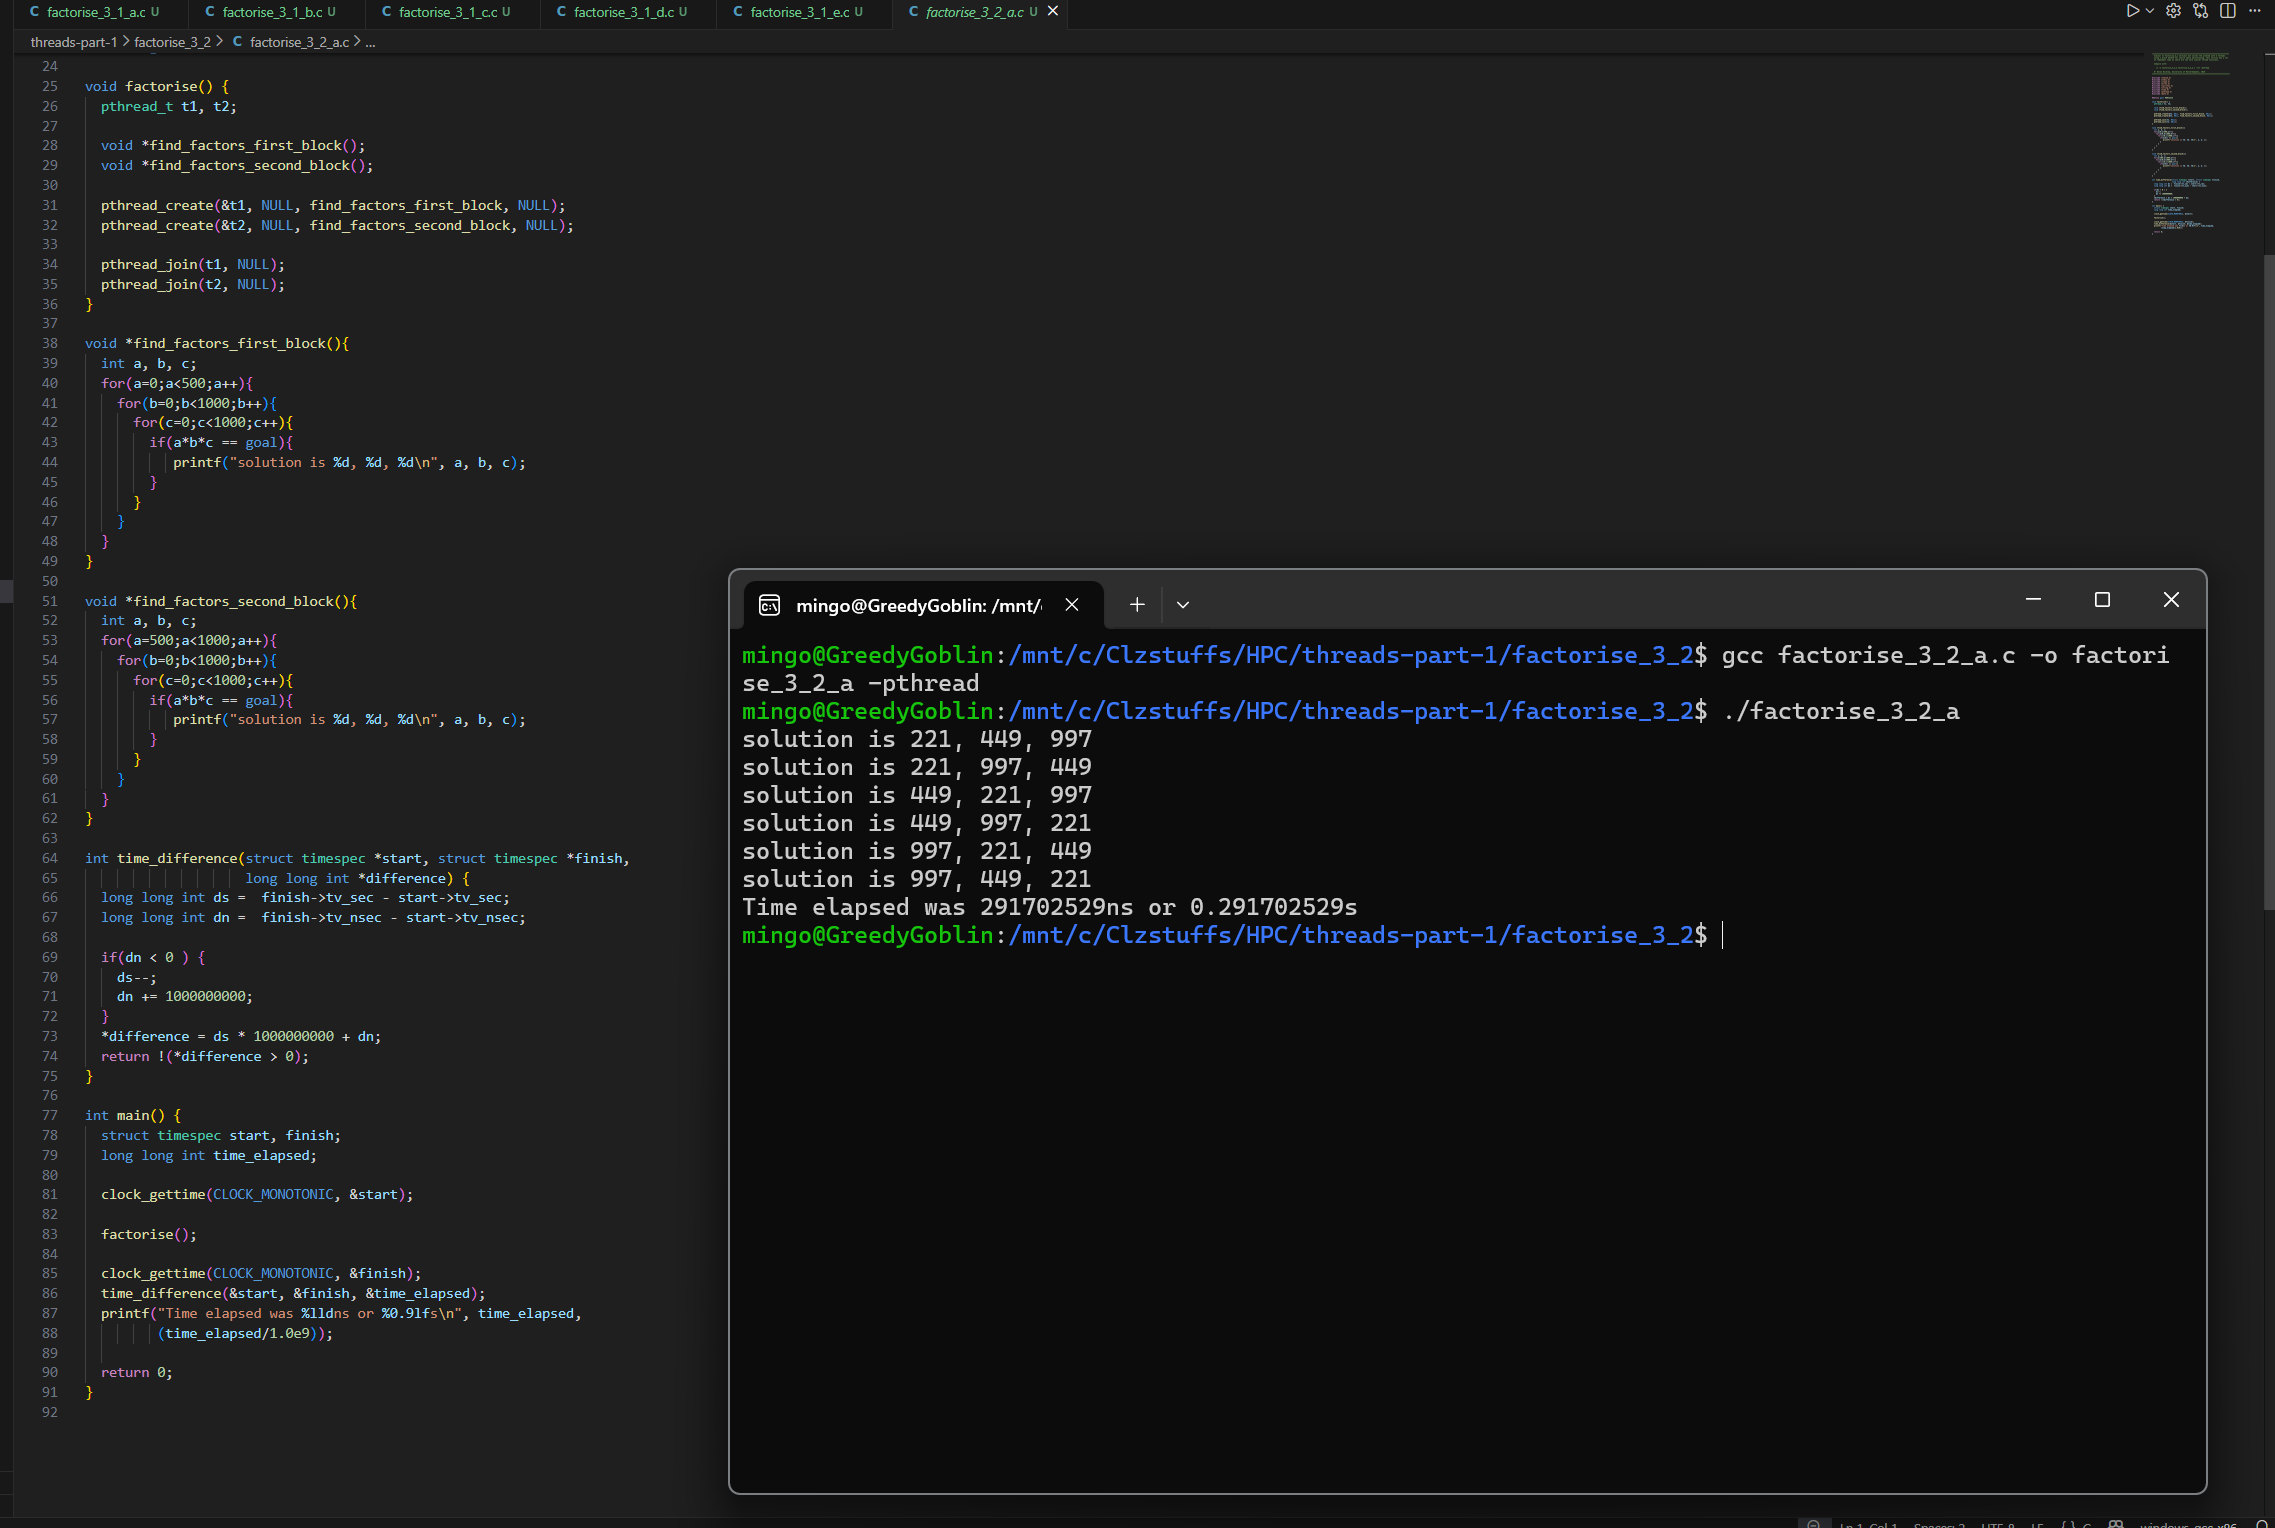 C factorise_3_1_a.c U C factorise_3_1_b.c U C factorise_3_1_c.c U C factorise_3_1_d.c U C factorise_3_1_e.c U C factorise_3_2_a.c U
threads-part-1 > factorise_3_2 > C factorise_3_2_a.c > ...
24
25 void factorise() {
26 pthread_t t1, t2;
27
28 void *find_factors_first_block();
29 void *find_factors_second_block();
30
31 pthread_create(&t1, NULL, find_factors_first_block, NULL);
32 pthread_create(&t2, NULL, find_factors_second_block, NULL);
33
34 pthread_join(t1, NULL);
35 pthread_join(t2, NULL);
36 }
37
38 void *find_factors_first_block(){
39 int a, b, c;
40 for(a=0;a<500;a++){
41 for(b=0;b<1000;b++){
42 for(c=0;c<1000;c++){
43 if(a*b*c == goal){
44 printf("solution is %d, %d, %d\n", a, b, c);
45 }
46 }
47 }
48 }
49 }
50
51 void *find_factors_second_block(){
52 int a, b, c;
53 for(a=500;a<1000;a++){
54 for(b=0;b<1000;b++){
55 for(c=0;c<1000;c++){
56 if(a*b*c == goal){
57 printf("solution is %d, %d, %d\n", a, b, c);
58 }
59 }
60 }
61 }
62 }
63
64 int time_difference(struct timespec *start, struct timespec *finish,
65 long long int *difference) {
66 long long int ds =  finish->tv_sec - start->tv_sec;
67 long long int dn =  finish->tv_nsec - start->tv_nsec;
68
69 if(dn < 0 ) {
70 ds--;
71 dn += 1000000000;
72 }
73 *difference = ds * 1000000000 + dn;
74 return !(*difference > 0);
75 }
76
77 int main() {
78 struct timespec start, finish;
79 long long int time_elapsed;
80
81 clock_gettime(CLOCK_MONOTONIC, &start);
82
83 factorise();
84
85 clock_gettime(CLOCK_MONOTONIC, &finish);
86 time_difference(&start, &finish, &time_elapsed);
87 printf("Time elapsed was %lldns or %0.9lfs\n", time_elapsed,
88 (time_elapsed/1.0e9));
89
90 return 0;
91 }
92
mingo@GreedyGoblin: /mnt/
mingo@GreedyGoblin:/mnt/c/Clzstuffs/HPC/threads-part-1/factorise_3_2$ gcc factorise_3_2_a.c -o factori
se_3_2_a -pthread
mingo@GreedyGoblin:/mnt/c/Clzstuffs/HPC/threads-part-1/factorise_3_2$ ./factorise_3_2_a
solution is 221, 449, 997
solution is 221, 997, 449
solution is 449, 221, 997
solution is 449, 997, 221
solution is 997, 221, 449
solution is 997, 449, 221
Time elapsed was 291702529ns or 0.291702529s
mingo@GreedyGoblin:/mnt/c/Clzstuffs/HPC/threads-part-1/factorise_3_2$